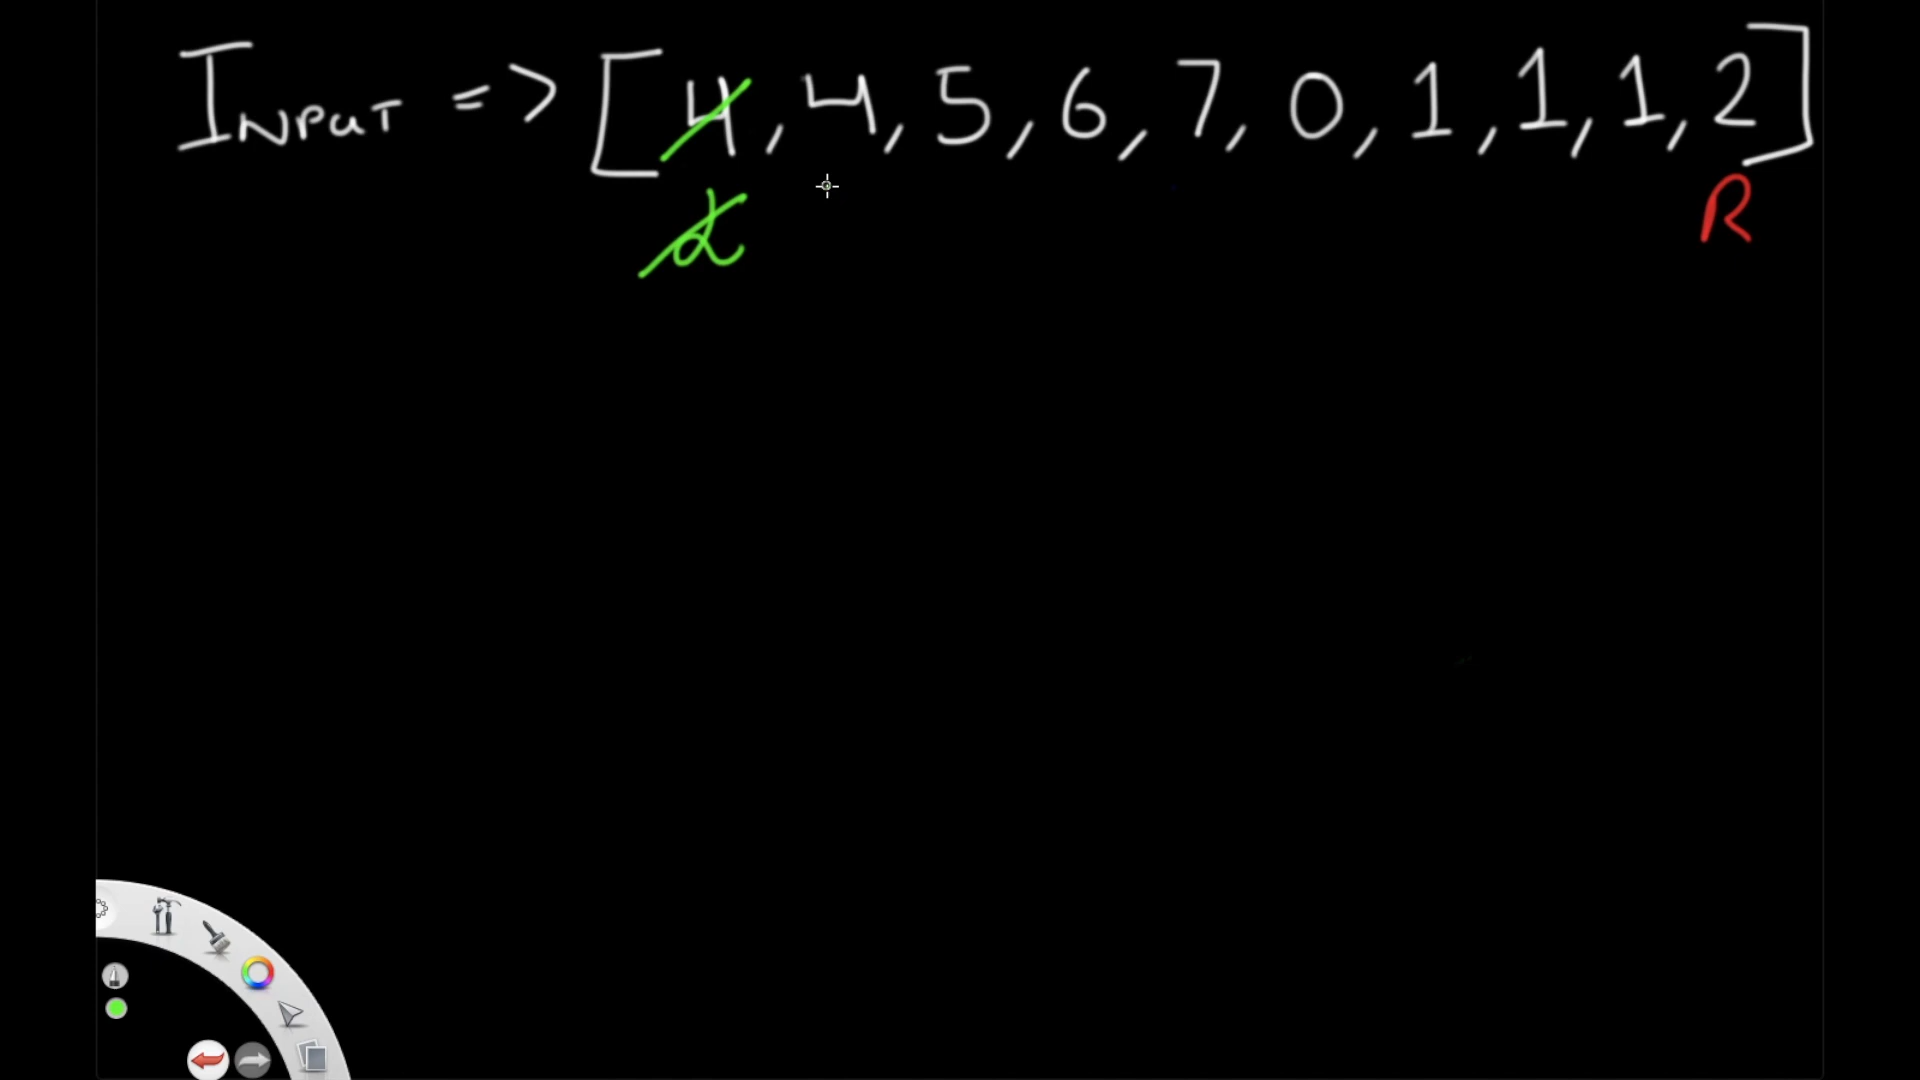 INPUT => [4, 4, 5, 6, 7, 0, 1, 1, 1, 2]
L R